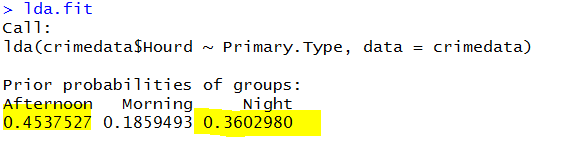 > lda.fit
Call:
lda(crimedata$Hourd ~ Primary.Type, data = crimedata)
Prior probabilities of groups:
Afternoon Morning Night
0.4537527 0.1859493 0.3602980